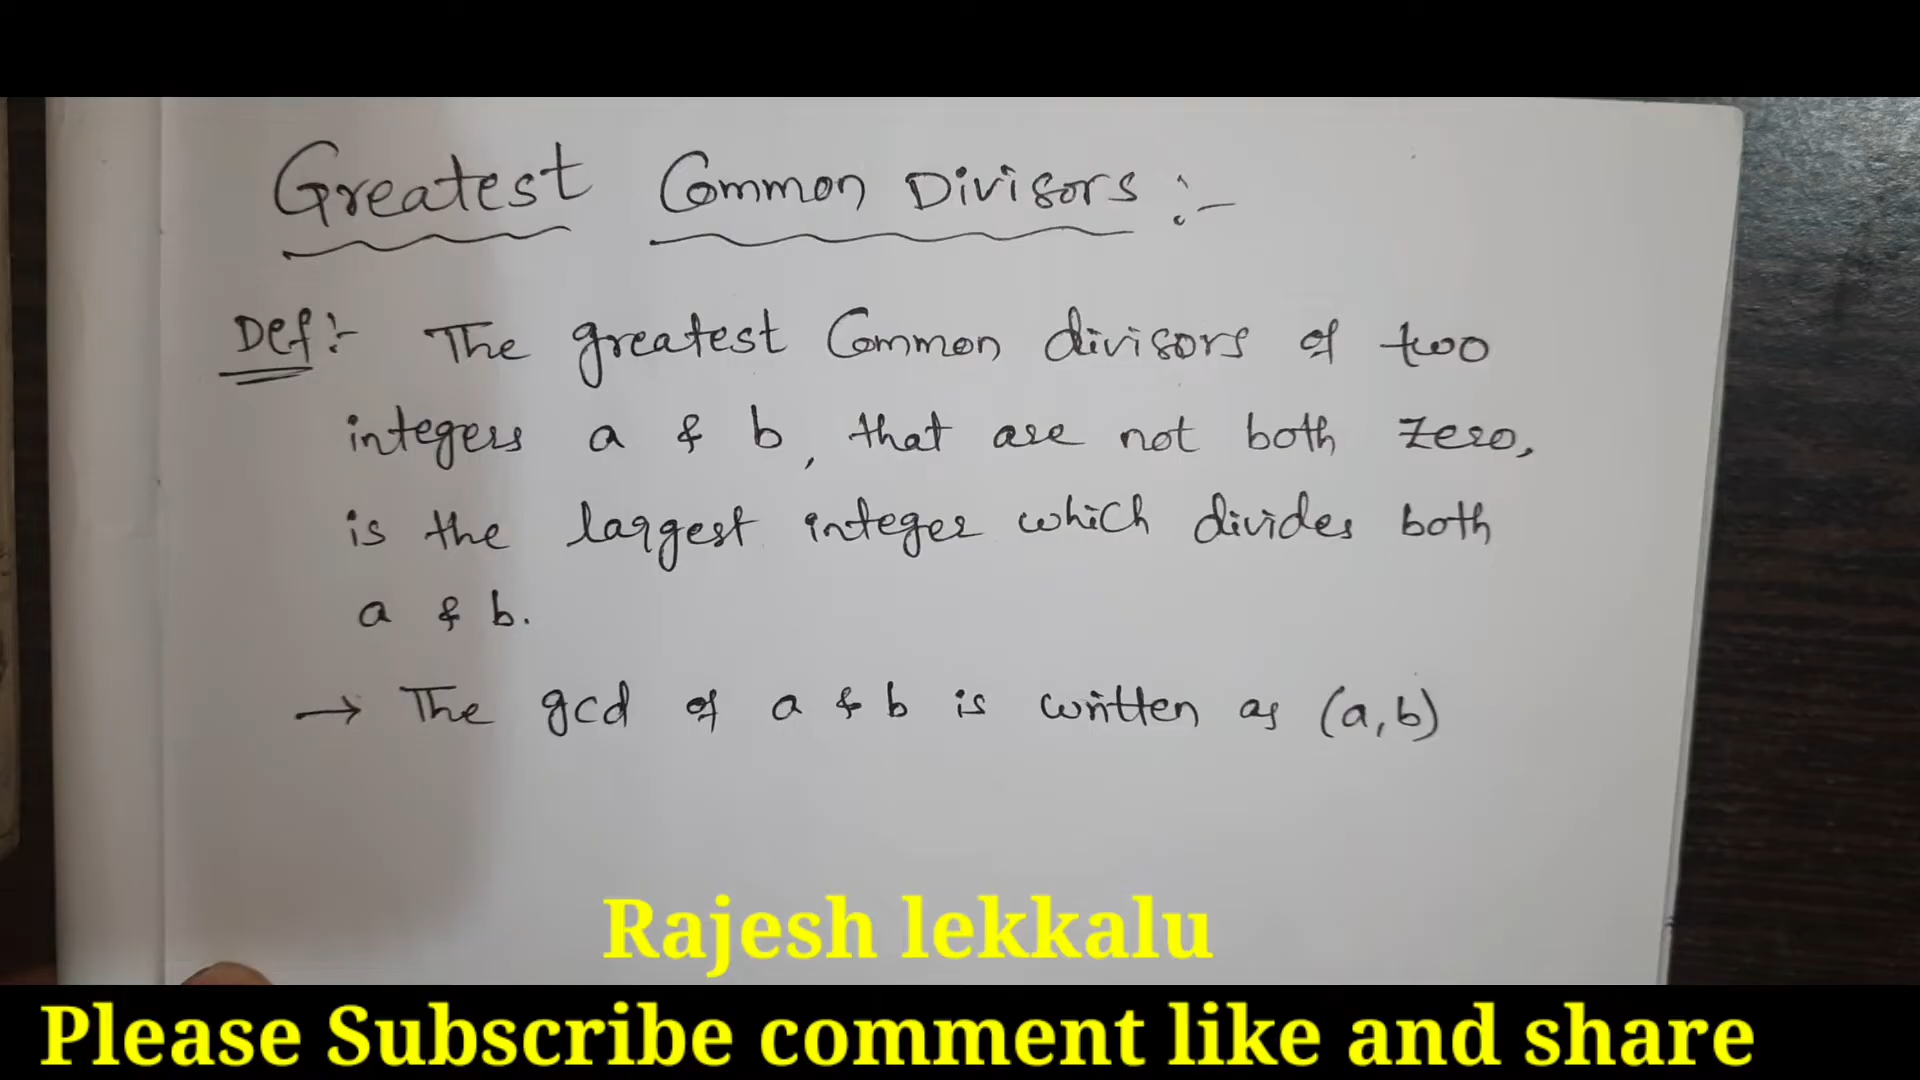 Greatest Common Divisors :-
Def:- The greatest Common divisors of two
integers a & b, that are not both zero,
is the largest integer which divides both
a & b.
→ The gcd of a & b is written as (a,b)
Rajesh lekkalu
Please Subscribe comment like and share